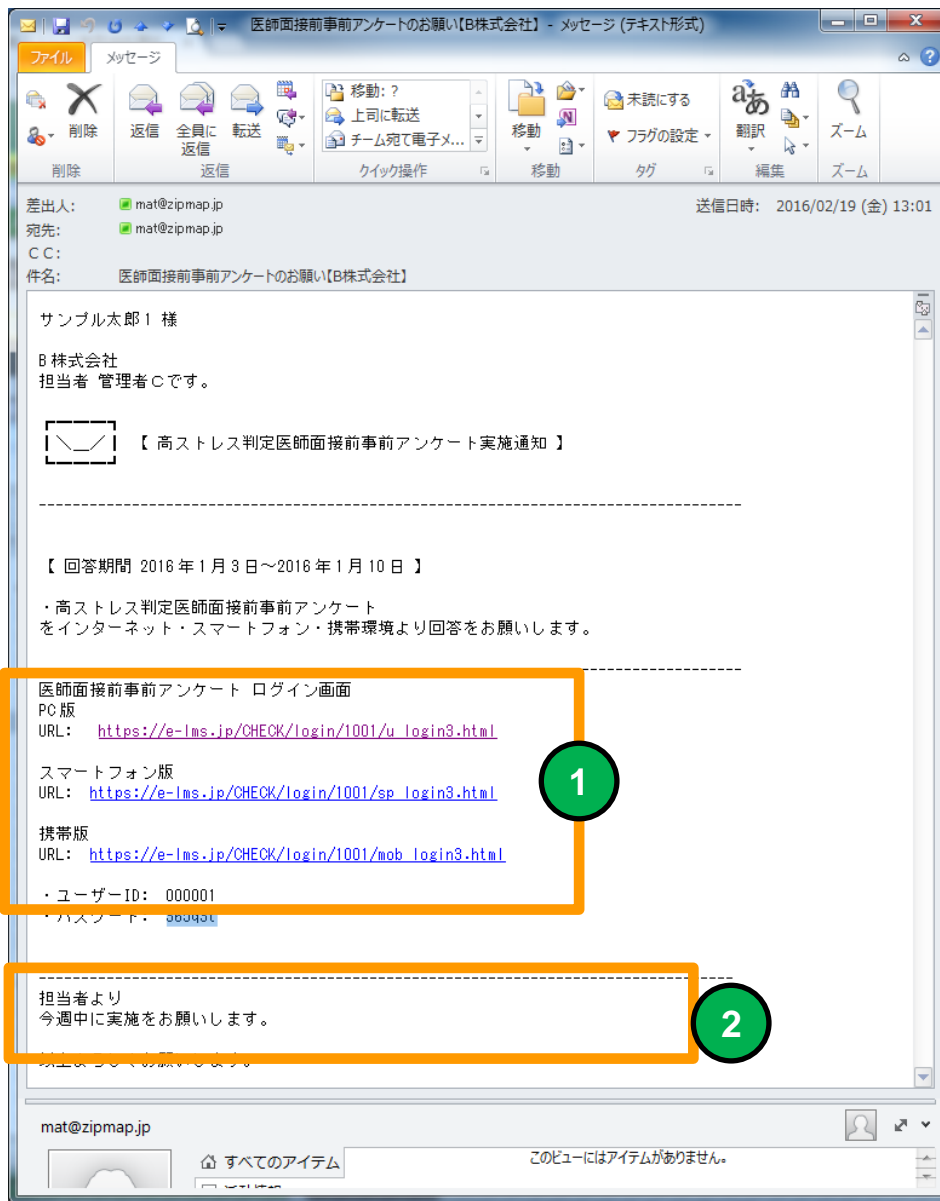 医師面接前事前アンケートのお願い【B株式会社】 - メッセージ (テキスト形式)
ファイル メッセージ
削除
返信
全員に返信
転送
移動: ?
上司に転送
チーム宛て電子メ...
移動
未読にする
フラグの設定
翻訳
ズーム
削除 返信 クイック操作 移動 タグ 編集 ズーム
差出人: mat@zipmap.jp 送信日時: 2016/02/19 (金) 13:01
宛先: mat@zipmap.jp
CC:
件名: 医師面接前事前アンケートのお願い【B株式会社】
サンプル太郎1 様
B株式会社
担当者 管理者Cです。
【 高ストレス判定医師面接前事前アンケート実施通知 】
【 回答期間 2016年1月3日～2016年1月10日 】
・高ストレス判定医師面接前事前アンケート
をインターネット・スマートフォン・携帯環境より回答をお願いします。
医師面接前事前アンケート ログイン画面
PC版
URL: https://e-lms.jp/CHECK/login/1001/u_login3.html
スマートフォン版
URL: https://e-lms.jp/CHECK/login/1001/sp_login3.html
1
携帯版
URL: https://e-lms.jp/CHECK/login/1001/mob_login3.html
・ユーザーID: 000001
・パスワード:
担当者より
今週中に実施をお願いします。
2
mat@zipmap.jp
すべてのアイテム
このビューにはアイテムがありません。